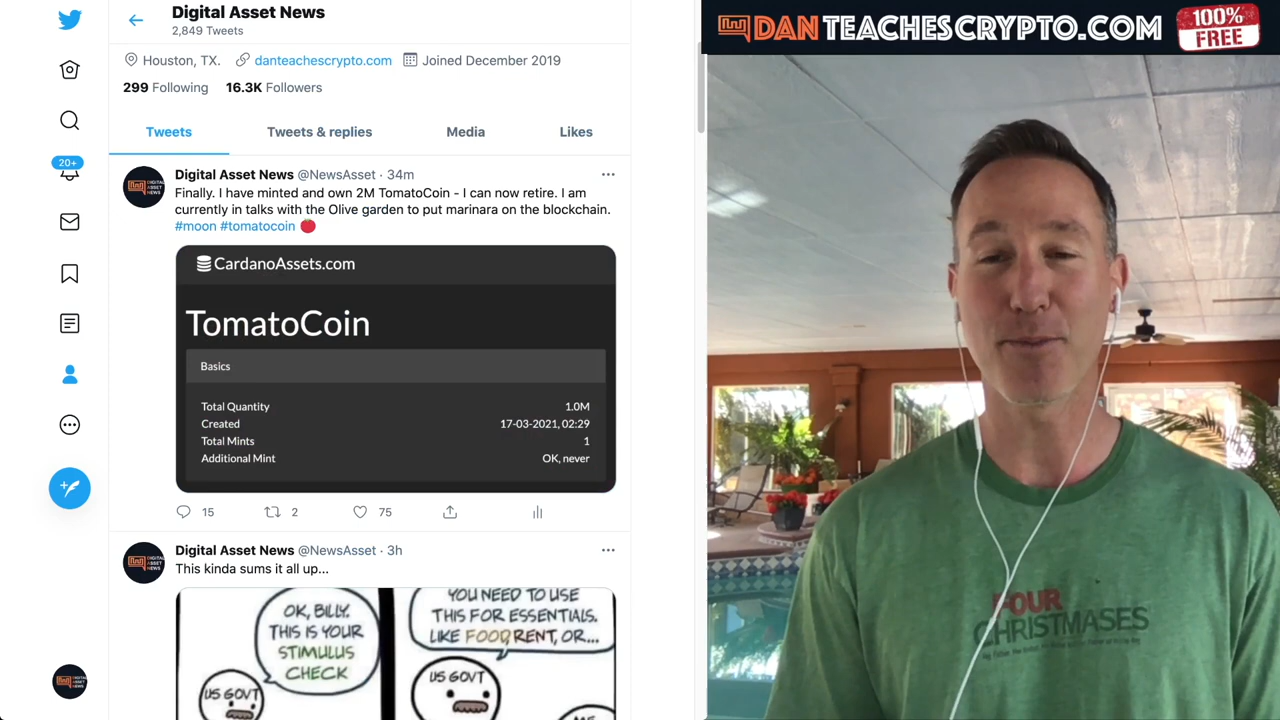 Digital Asset News
2,849 Tweets
Houston, TX.
danteachescrypto.com
Joined December 2019
299 Following
16.3K Followers
Tweets
Tweets & replies
Media
Likes
20+
Digital Asset News @NewsAsset · 34m
Finally. I have minted and own 2M TomatoCoin - I can now retire. I am
currently in talks with the Olive garden to put marinara on the blockchain.
#moon #tomatocoin
CardanoAssets.com
TomatoCoin
Basics
Total Quantity 1.0M
Created 17-03-2021, 02:29
Total Mints 1
Additional Mint OK, never
15
2
75
Digital Asset News @NewsAsset · 3h
This kinda sums it all up...
OK, BILLY.
THIS IS YOUR
STIMULUS
CHECK
US GOVT
YOU NEED TO USE
THIS FOR ESSENTIALS.
LIKE FOOD, RENT, OR...
US GOVT
DANTEACHESCRYPTO.COM
100%
FREE
FOUR
CHRISTMASES